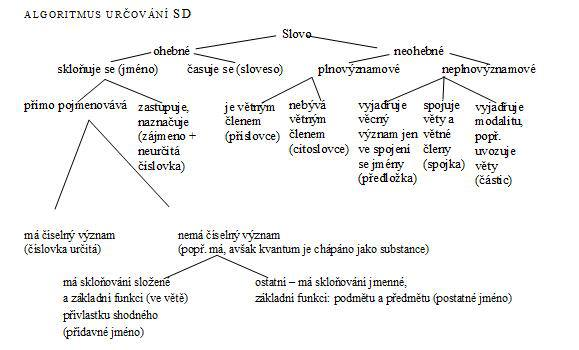 ALGORITMUS URČOVÁNÍ SD
Slovo
ohebné
neohebné
skloňuje se (jméno)
časuje se (sloveso)
plnovýznamové
neplnovýznamové
přímo pojmenovává
zastupuje,
naznačuje
(zájmeno +
neurčitá
číslovka)
je větným
členem
(příslovce)
nebývá
větným
členem
(citoslovce)
vyjadřuje
věcný
význam jen
ve spojení
se jmény
(předložka)
spojuje
věty a
větné
členy
(spojka)
vyjadřuje
modalitu,
popř.
uvozuje
věty
(částic)
má číselný význam
(číslovka určitá)
nemá číselný význam
(popř. má, avšak kvantum je chápáno jako substance)
má skloňování složené
a základní funkci (ve větě)
přívlastku shodného
(přídavné jméno)
ostatní – má skloňování jmenné,
základní funkci: podmětu a předmětu (postatné jméno)